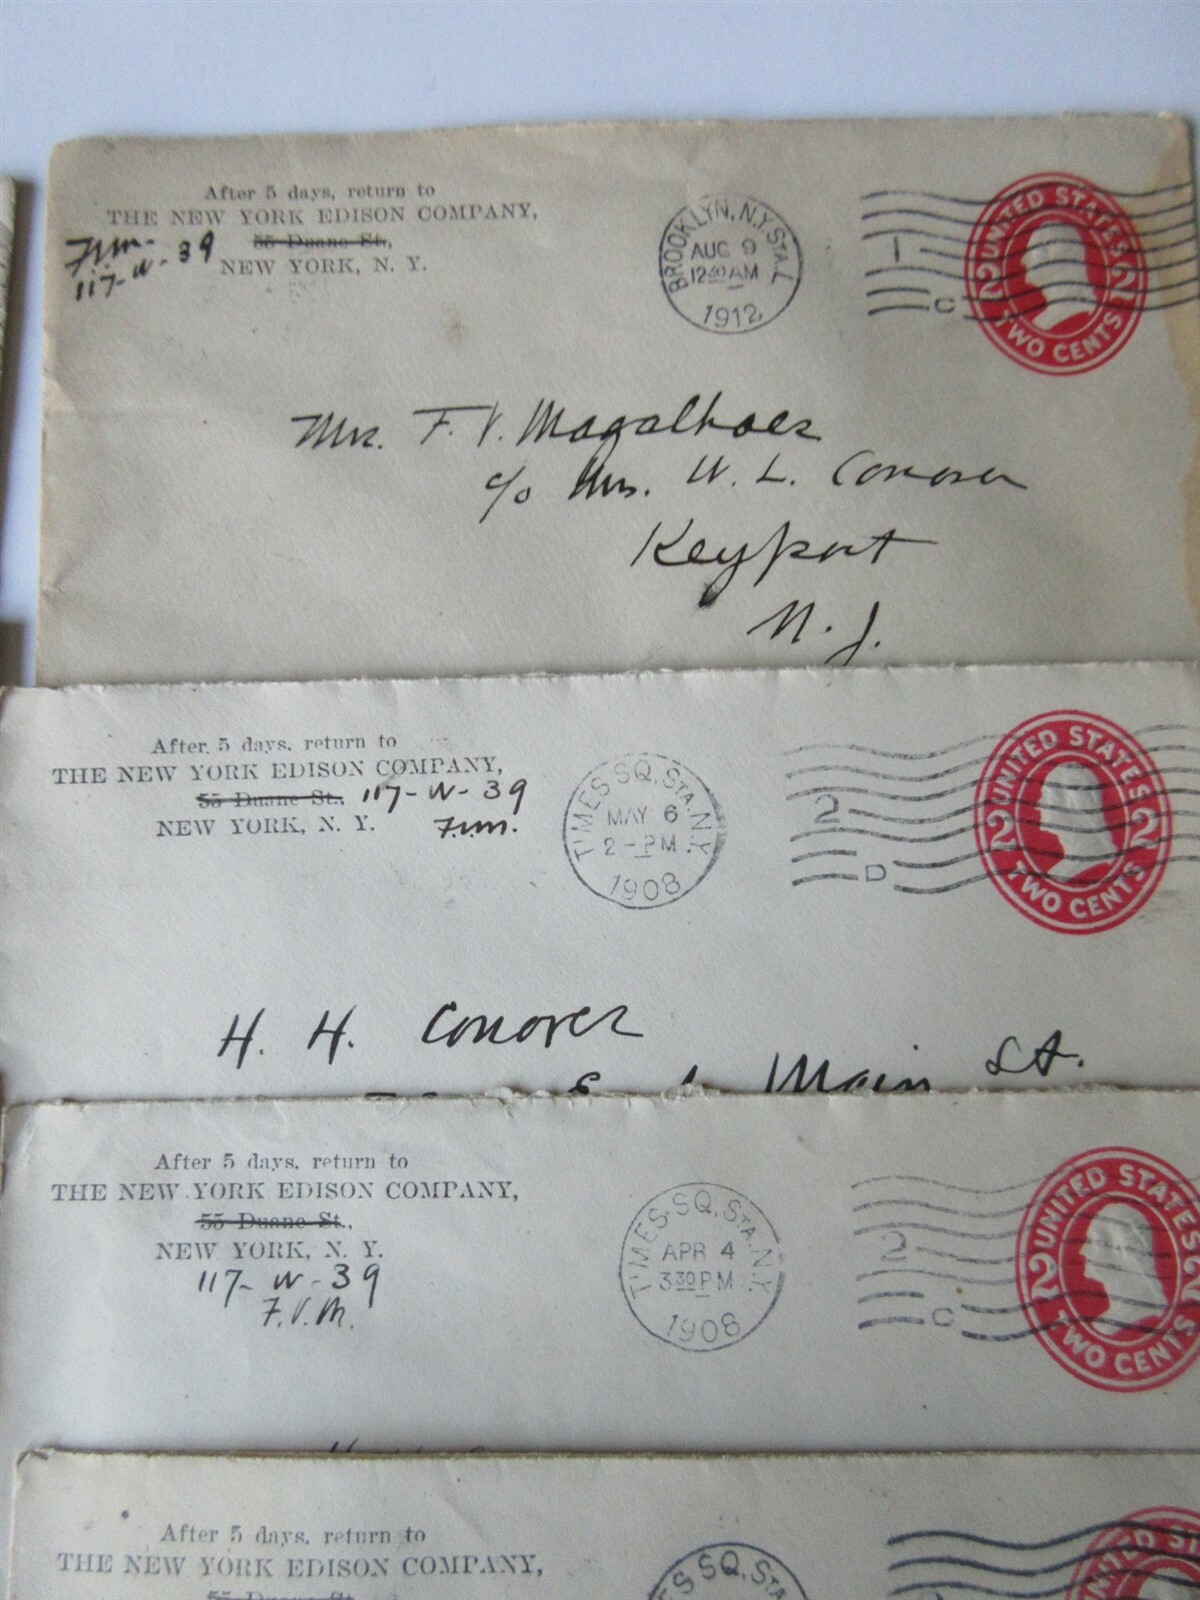 After 5 days, return to
THE NEW YORK EDISON COMPANY,
55 Duane St.,
NEW YORK, N. Y.
117-W-39
BROOKLYN, N.Y. STA. L
AUG 9
12 30 AM
1912
1
C
UNITED STATES
2 2
TWO CENTS
Mrs. F. V. Magalhaes
c/o Mrs. W. L. Conover
Keyport
N. J.
After 5 days, return to
THE NEW YORK EDISON COMPANY,
55 Duane St., 117-W-39
NEW YORK, N. Y.
TIMES SQ. STA. N.Y.
MAY 6
2 - PM
1908
2
D
UNITED STATES
2 2
TWO CENTS
H. H. Conover
Main St.
After 5 days, return to
THE NEW YORK EDISON COMPANY,
55 Duane St.,
NEW YORK, N. Y.
117-W-39
F. V. M.
TIMES SQ. STA. N.Y.
APR 4
3 30 PM
1908
2
C
UNITED STATES
2 2
TWO CENTS
After 5 days, return to
THE NEW YORK EDISON COMPANY,
55 Duane St.
SQ. STA.